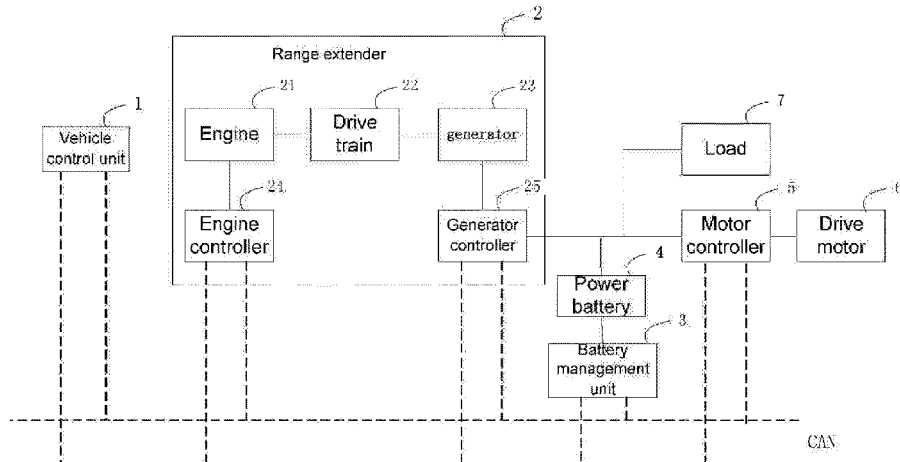 2
Range extender
21
22
23
1
7
Vehicle
control unit
Engine
Drive
train
generator
Load
24
25
5
6
Engine
controller
Generator
controller
Motor
controller
Drive
motor
4
Power
battery
3
Battery
management
unit
CAN